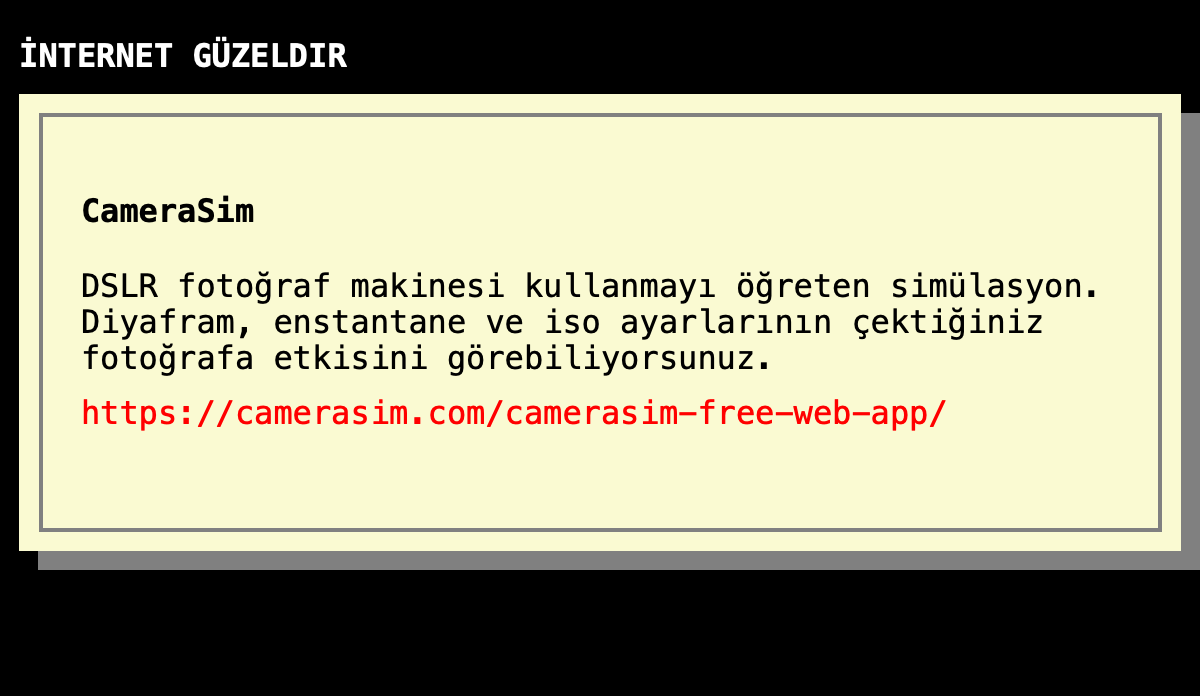 İNTERNET GÜZELDIR
CameraSim
DSLR fotoğraf makinesi kullanmayı öğreten simülasyon.
Diyafram, enstantane ve iso ayarlarının çektiğiniz
fotoğrafa etkisini görebiliyorsunuz.
https://camerasim.com/camerasim-free-web-app/